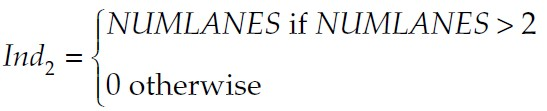 Ind₂ = { NUMLANES if NUMLANES > 2
0 otherwise